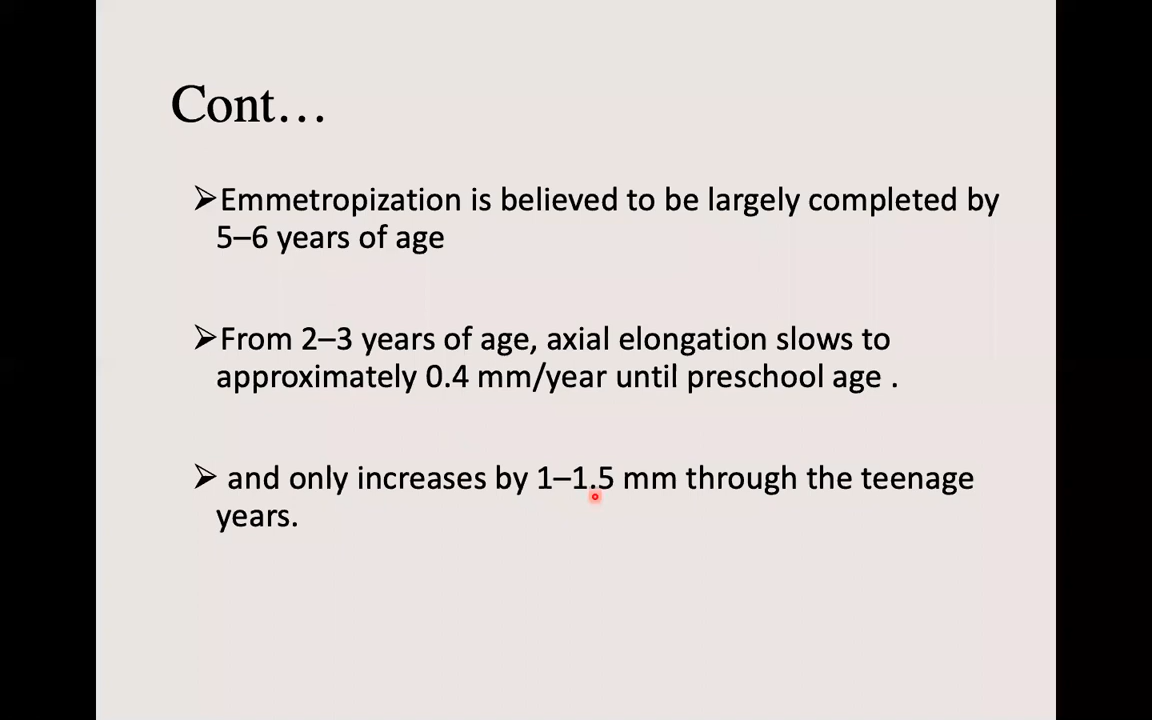 Cont…
➢Emmetropization is believed to be largely completed by
5–6 years of age
➢From 2–3 years of age, axial elongation slows to
approximately 0.4 mm/year until preschool age .
➢ and only increases by 1–1.5 mm through the teenage
years.